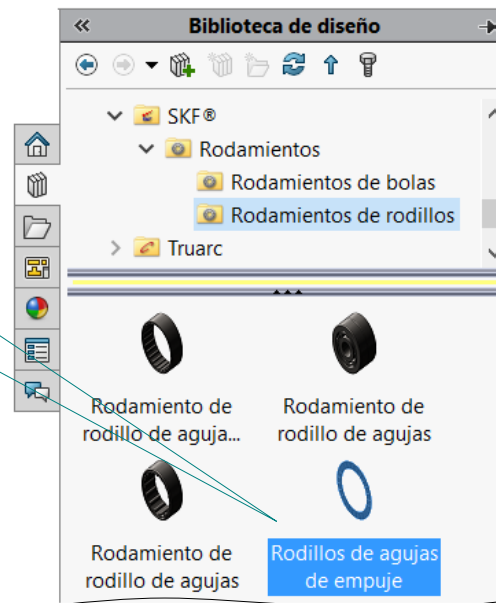 Biblioteca de diseño
SKF®
Rodamientos
Rodamientos de bolas
Rodamientos de rodillos
Truarc
Rodamiento de
rodillo de aguja...
Rodamiento de
rodillo de agujas
Rodamiento de
rodillo de agujas
Rodillos de agujas
de empuje